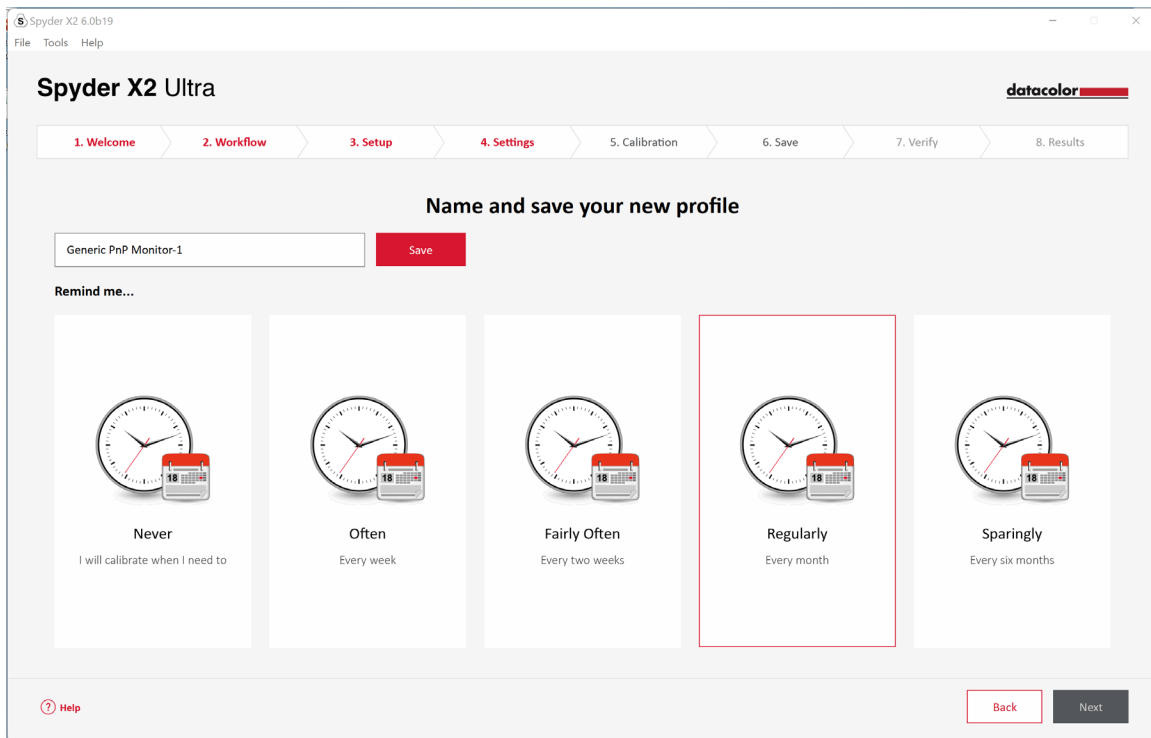 Spyder X2 6.0b19
File Tools Help
Spyder X2 Ultra
datacolor
1. Welcome 2. Workflow 3. Setup 4. Settings 5. Calibration 6. Save 7. Verify 8. Results
Name and save your new profile
Generic PnP Monitor-1 Save
Remind me...
18 18 18 18 18
Never Often Fairly Often Regularly Sparingly
I will calibrate when I need to Every week Every two weeks Every month Every six months
? Help Back Next